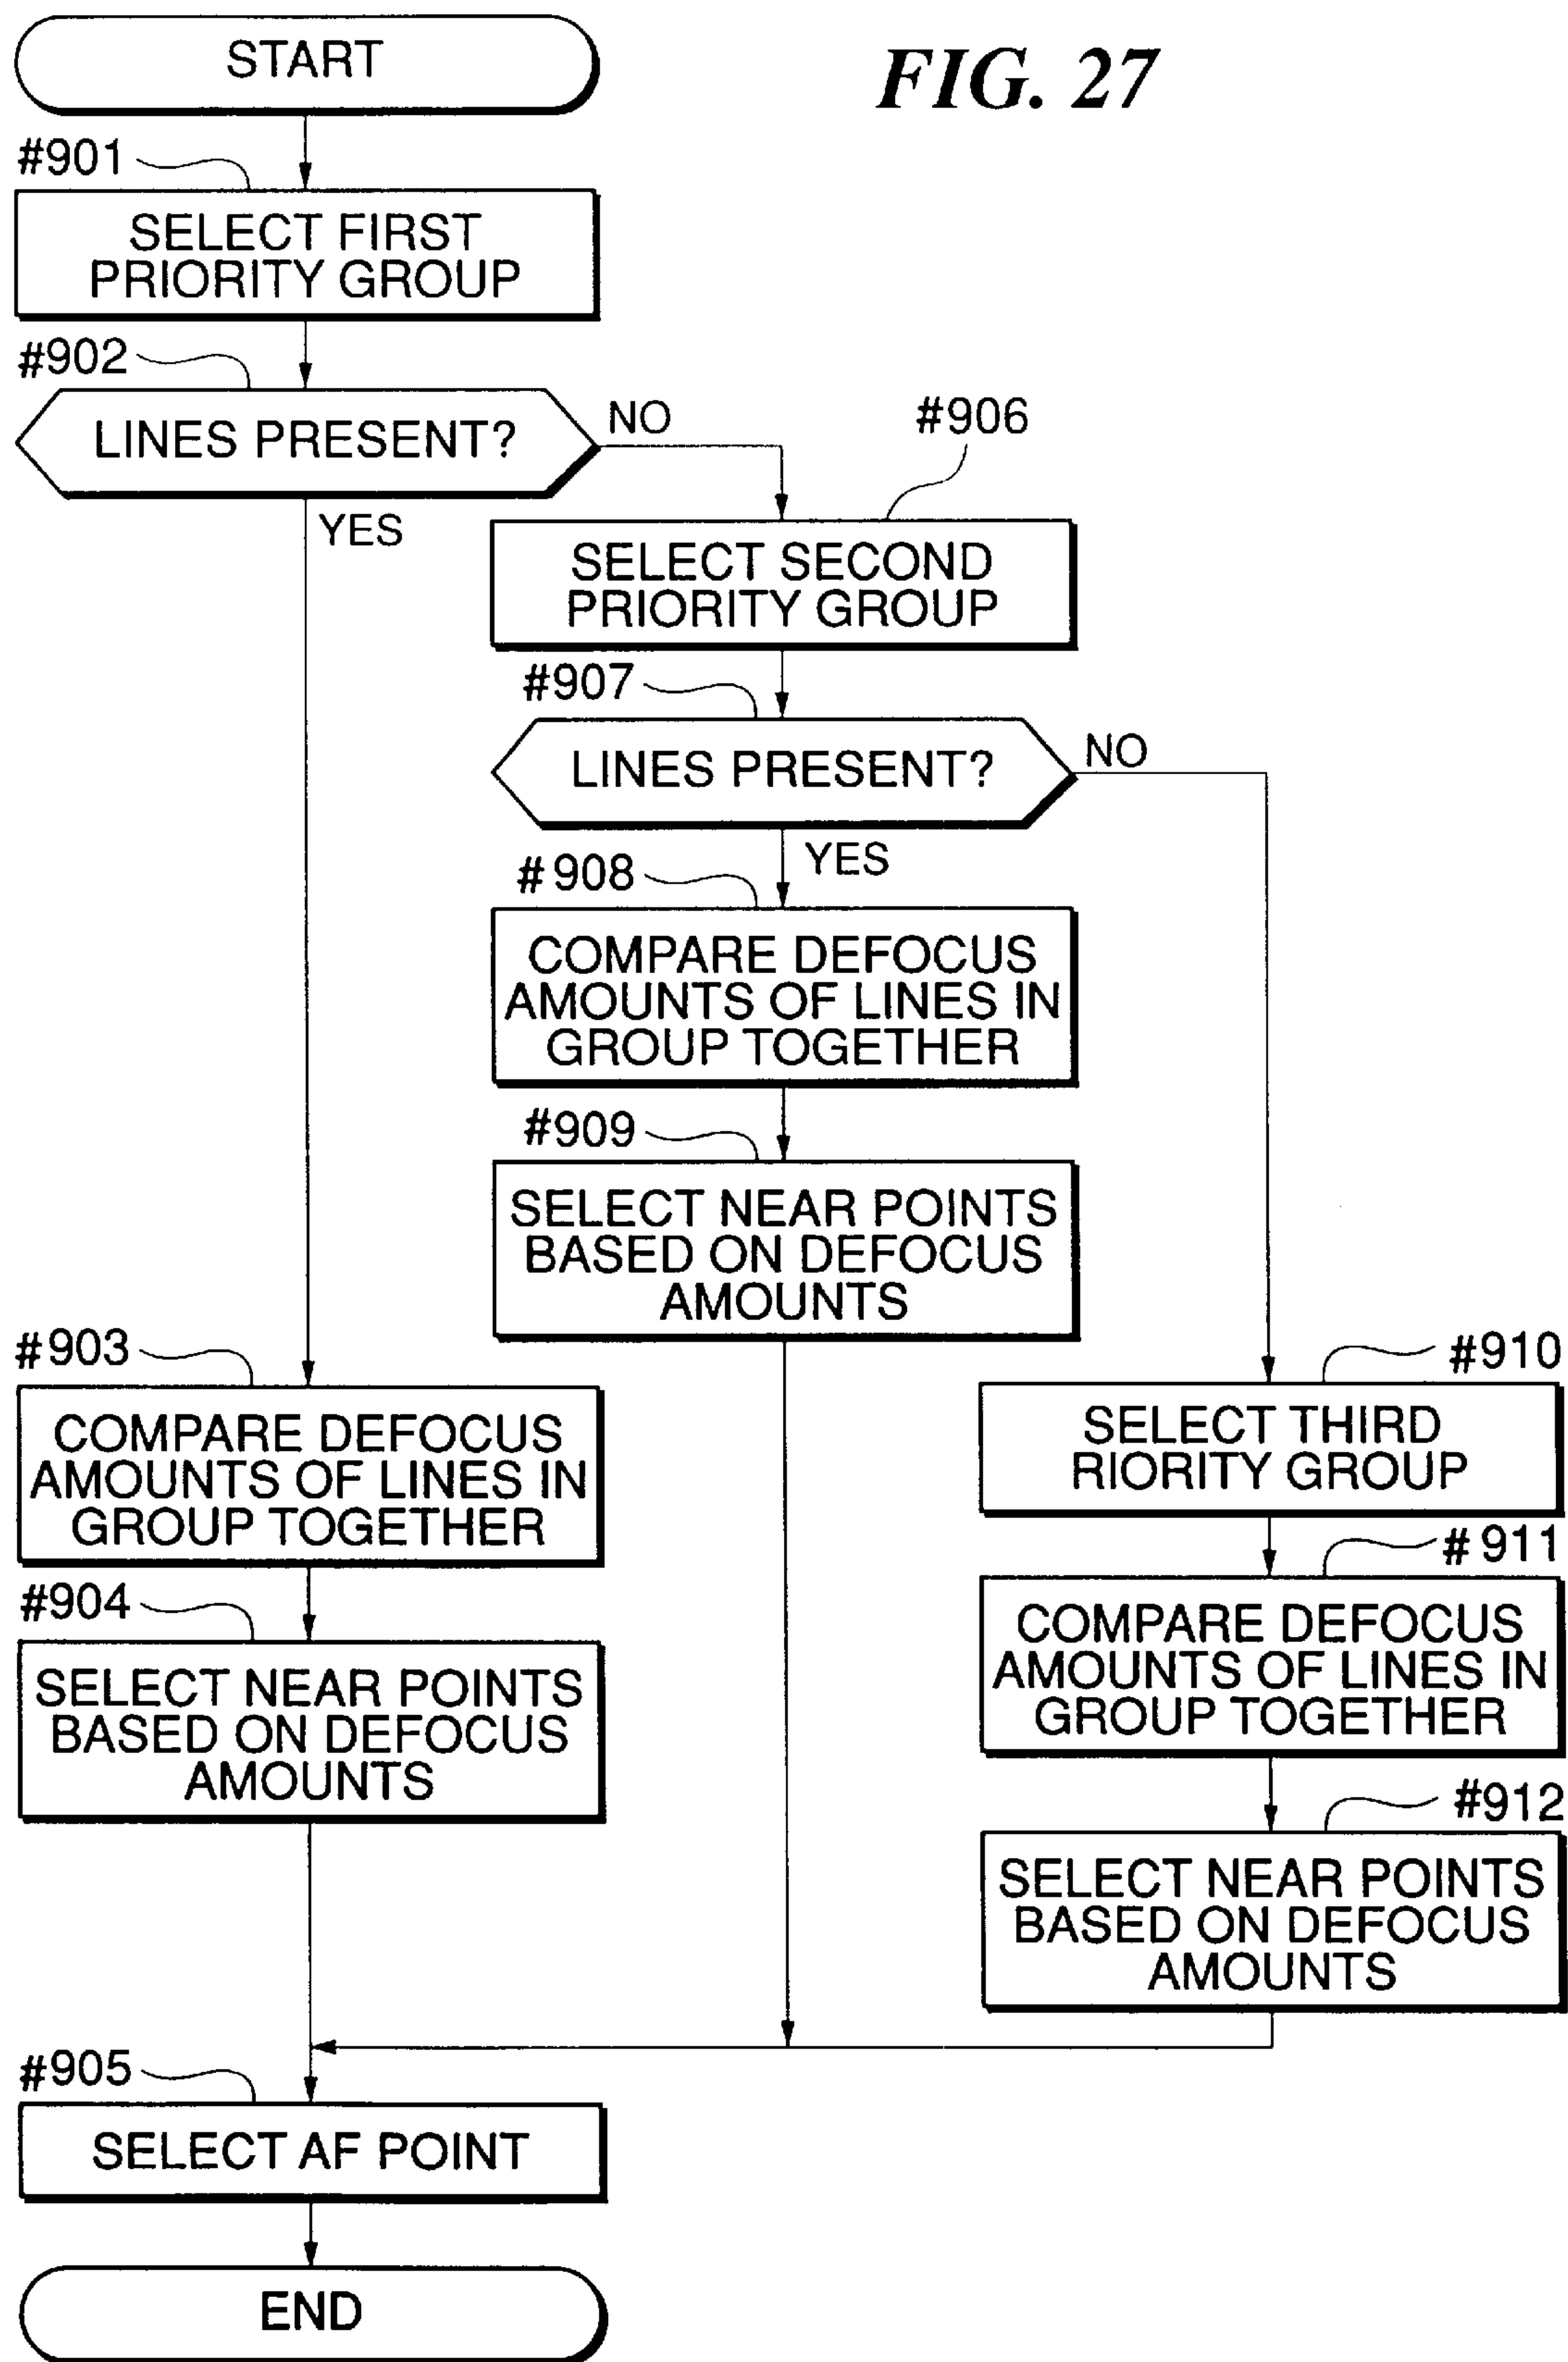 START
FIG. 27
#901
SELECT FIRST
PRIORITY GROUP
#902
LINES PRESENT?
NO
YES
#906
SELECT SECOND
PRIORITY GROUP
#907
LINES PRESENT?
NO
YES
#908
COMPARE DEFOCUS
AMOUNTS OF LINES IN
GROUP TOGETHER
#909
SELECT NEAR POINTS
BASED ON DEFOCUS
AMOUNTS
#903
COMPARE DEFOCUS
AMOUNTS OF LINES IN
GROUP TOGETHER
#904
SELECT NEAR POINTS
BASED ON DEFOCUS
AMOUNTS
#910
SELECT THIRD
RIORITY GROUP
#911
COMPARE DEFOCUS
AMOUNTS OF LINES IN
GROUP TOGETHER
#912
SELECT NEAR POINTS
BASED ON DEFOCUS
AMOUNTS
#905
SELECT AF POINT
END